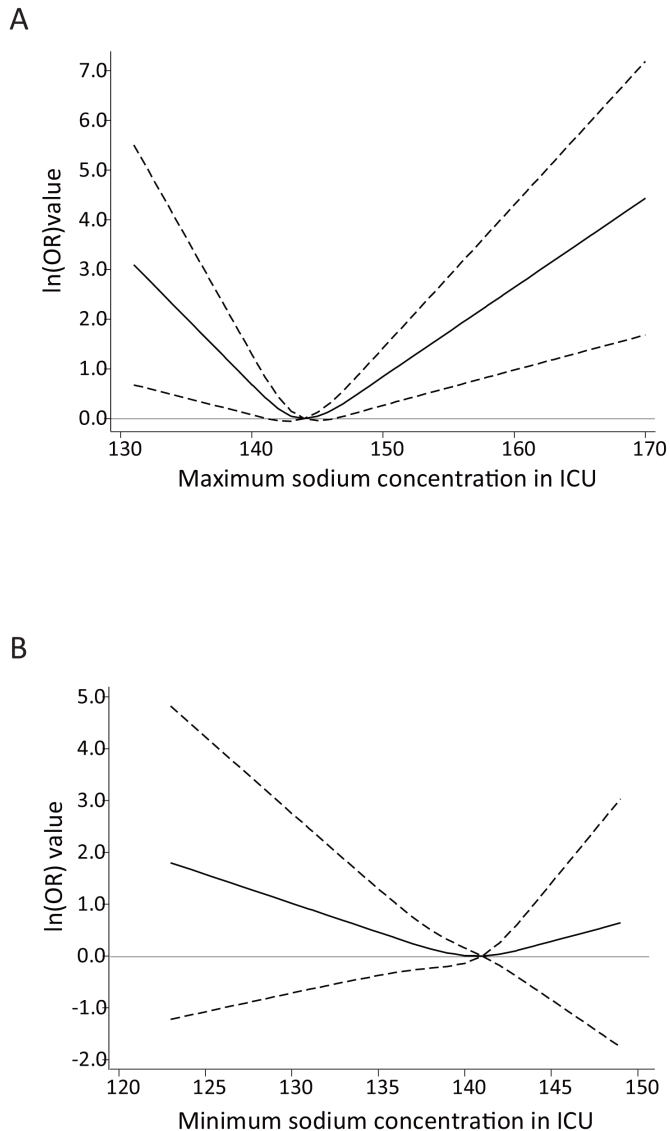 A
7.0
6.0
5.0
4.0
3.0
2.0
1.0
0.0
ln(OR)value
130 140 150 160 170
Maximum sodium concentration in ICU
B
5.0
4.0
3.0
2.0
1.0
0.0
-1.0
-2.0
ln(OR) value
120 125 130 135 140 145 150
Minimum sodium concentration in ICU